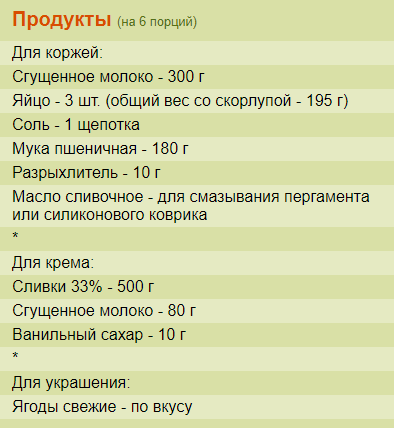 Продукты (на 6 порций)
Для коржей:
Сгущенное молоко - 300 г
Яйцо - 3 шт. (общий вес со скорлупой - 195 г)
Соль - 1 щепотка
Мука пшеничная - 180 г
Разрыхлитель - 10 г
Масло сливочное - для смазывания пергамента
или силиконового коврика
*
Для крема:
Сливки 33% - 500 г
Сгущенное молоко - 80 г
Ванильный сахар - 10 г
*
Для украшения:
Ягоды свежие - по вкусу